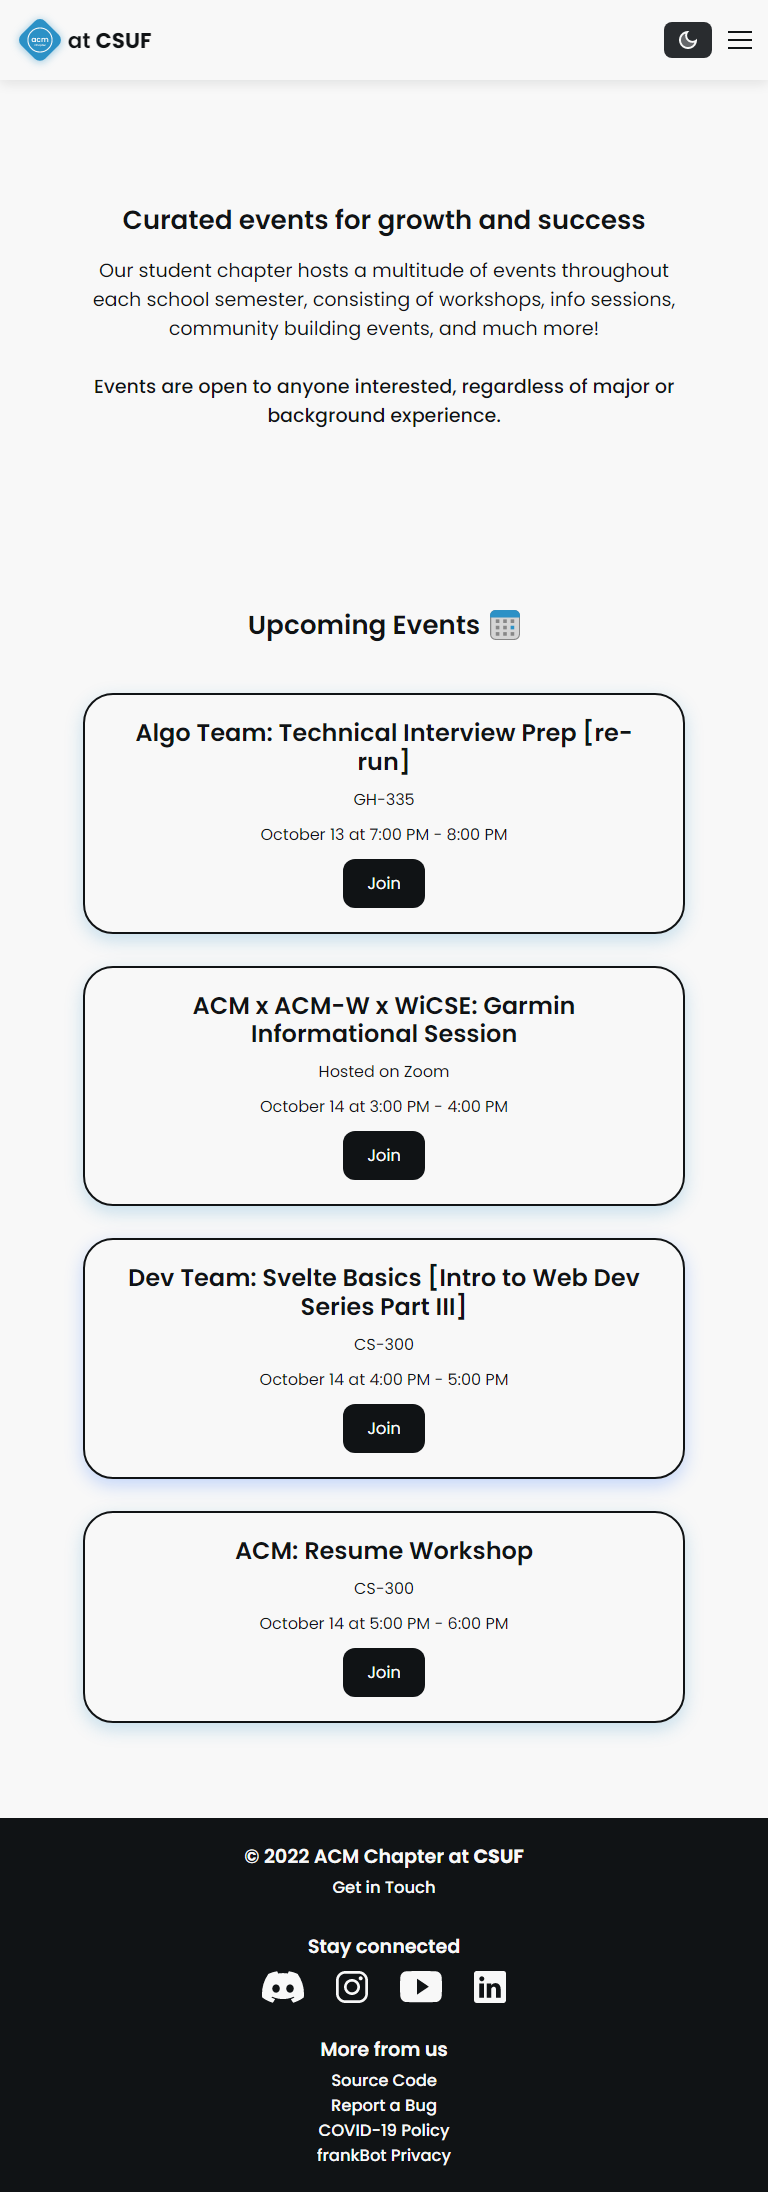 acm
at CSUF
Curated events for growth and success
Our student chapter hosts a multitude of events throughout
each school semester, consisting of workshops, info sessions,
community building events, and much more!
Events are open to anyone interested, regardless of major or
background experience.
Upcoming Events
Algo Team: Technical Interview Prep [re-
run]
GH-335
October 13 at 7:00 PM - 8:00 PM
Join
ACM x ACM-W x WiCSE: Garmin
Informational Session
Hosted on Zoom
October 14 at 3:00 PM - 4:00 PM
Join
Dev Team: Svelte Basics [Intro to Web Dev
Series Part III]
CS-300
October 14 at 4:00 PM - 5:00 PM
Join
ACM: Resume Workshop
CS-300
October 14 at 5:00 PM - 6:00 PM
Join
© 2022 ACM Chapter at CSUF
Get in Touch
Stay connected
More from us
Source Code
Report a Bug
COVID-19 Policy
frankBot Privacy